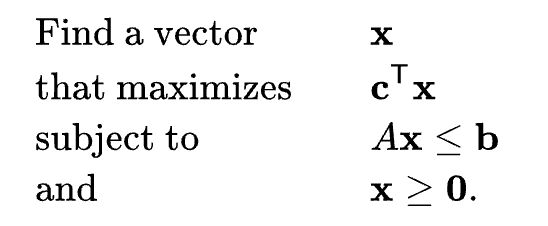 Find a vector x
that maximizes cᵀx
subject to Ax ≤ b
and x ≥ 0.